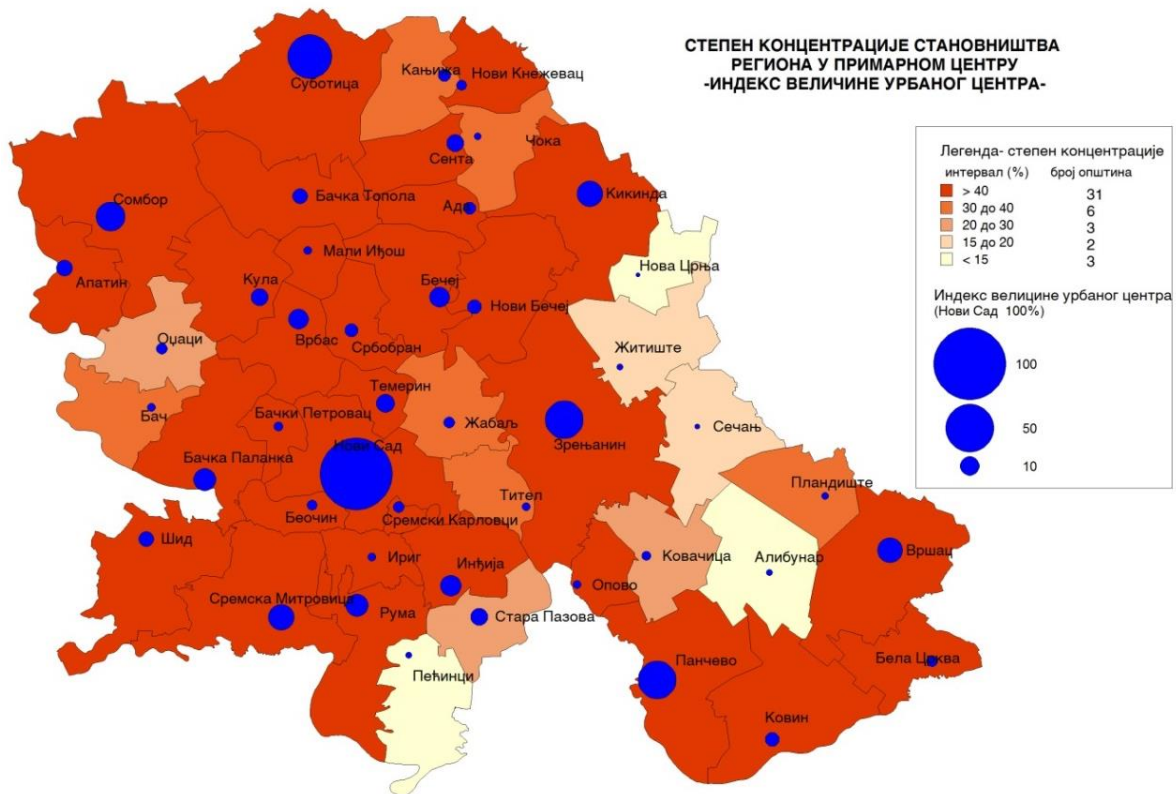 СТЕПЕН КОНЦЕНТРАЦИЈЕ СТАНОВНИШТВА
РЕГИОНА У ПРИМАРНОМ ЦЕНТРУ
-ИНДЕКС ВЕЛИЧИНЕ УРБАНОГ ЦЕНТРА-
Легенда- степен концентрације
интервал (%) број општина
> 40 31
30 до 40 6
20 до 30 3
15 до 20 2
< 15 3
Индекс велицине урбаног центра
(Нови Сад 100%)
100
50
10
Суботица
Кањижа
Нови Кнежевац
Сента
Чока
Сомбор
Бачка Топола
Ада
Кикинда
Мали Иђош
Апатин
Кула
Бечеј
Нови Бечеј
Нова Црња
Оџаци
Врбас
Србобран
Житиште
Темерин
Бач
Бачки Петровац
Жабаљ
Зрењанин
Сечањ
Нови Сад
Бачка Паланка
Тител
Пландиште
Беочин
Сремски Карловци
Шид
Ириг
Инђија
Ковачица
Алибунар
Вршац
Опово
Сремска Митровица
Рума
Стара Пазова
Пећинци
Панчево
Бела Црква
Ковин